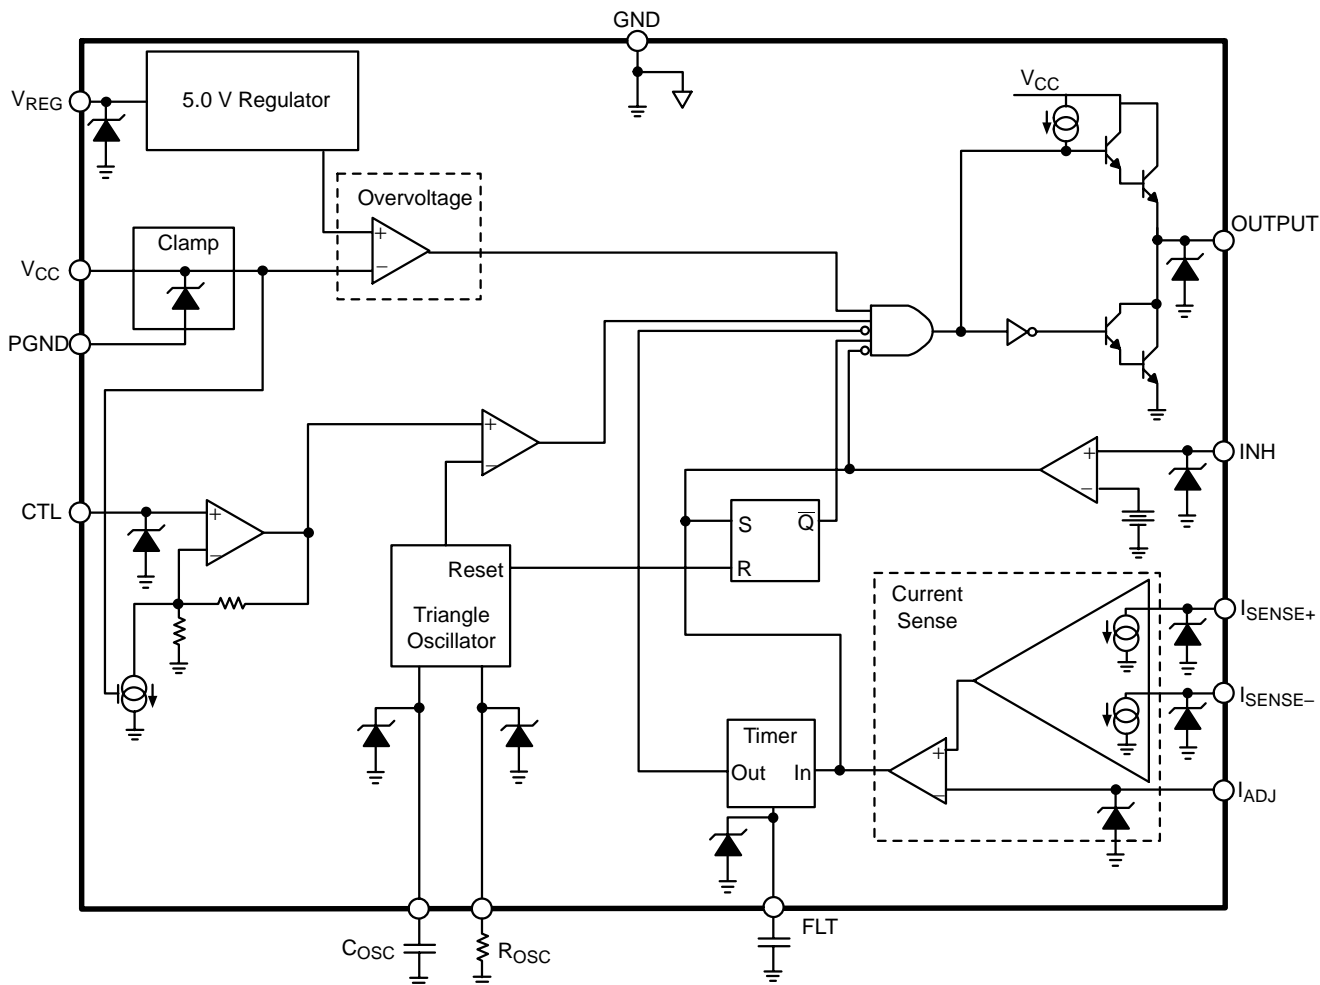 GND
VREG
5.0 V Regulator
VCC
Overvoltage
+
–
Clamp
VCC
PGND
OUTPUT
+
–
INH
+
–
CTL
+
–
S
Q̅
R
Reset
Triangle
Oscillator
Current
Sense
ISENSE+
ISENSE–
Timer
Out
In
+
–
IADJ
COSC
ROSC
FLT